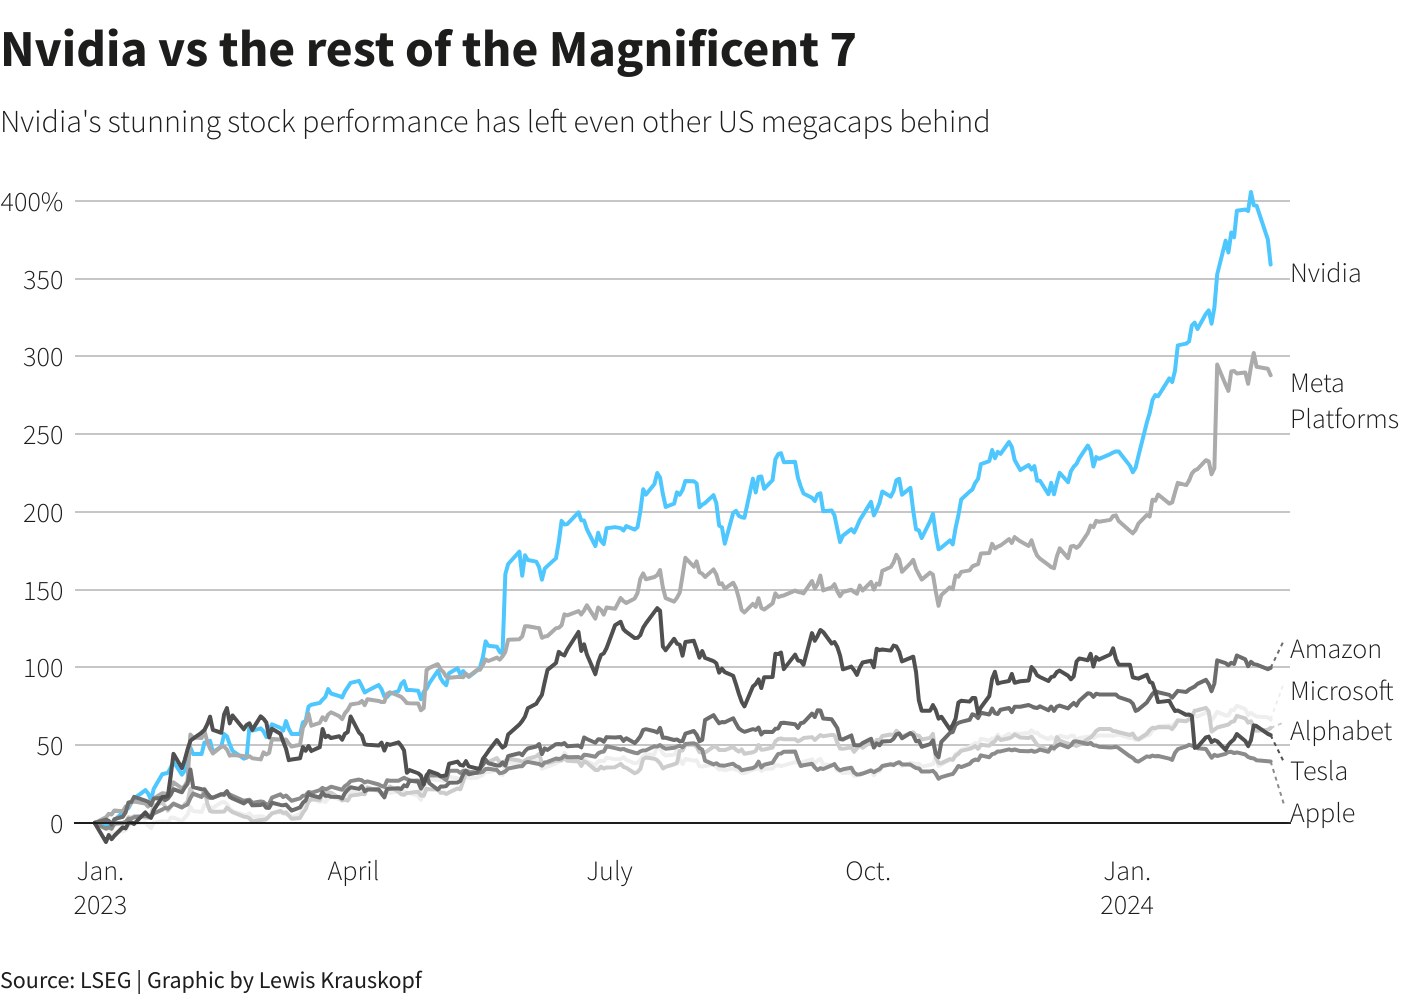 Nvidia vs the rest of the Magnificent 7
Nvidia's stunning stock performance has left even other US megacaps behind
400%
350
300
250
200
150
100
50
0
Nvidia
Meta
Platforms
Amazon
Microsoft
Alphabet
Tesla
Apple
Jan.
2023
April
July
Oct.
Jan.
2024
Source: LSEG | Graphic by Lewis Krauskopf